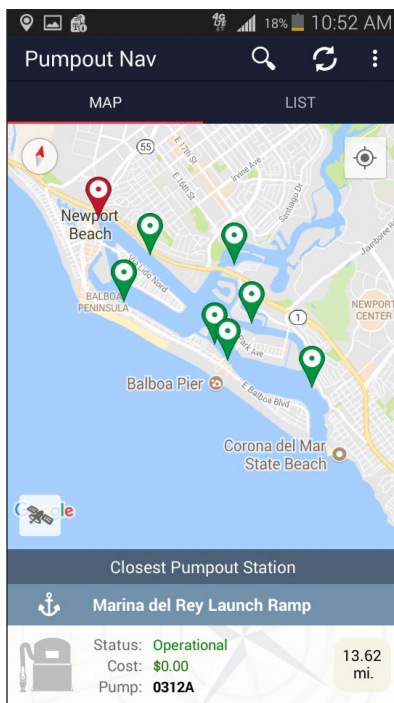 4G 18% 10:52 AM
Pumpout Nav
MAP LIST
55
E 17th St
E 16th St
Irvine Ave
Santiago Dr
Jamboree Rd
Newport
Beach
Via Lido Nord
BALBOA
PENINSULA
NEWPORT
CENTER
1
Park Ave
Balboa Pier
E Balboa Blvd
Corona del Mar
State Beach
Closest Pumpout Station
Marina del Rey Launch Ramp
Status: Operational
Cost: $0.00
Pump: 0312A
13.62
mi.